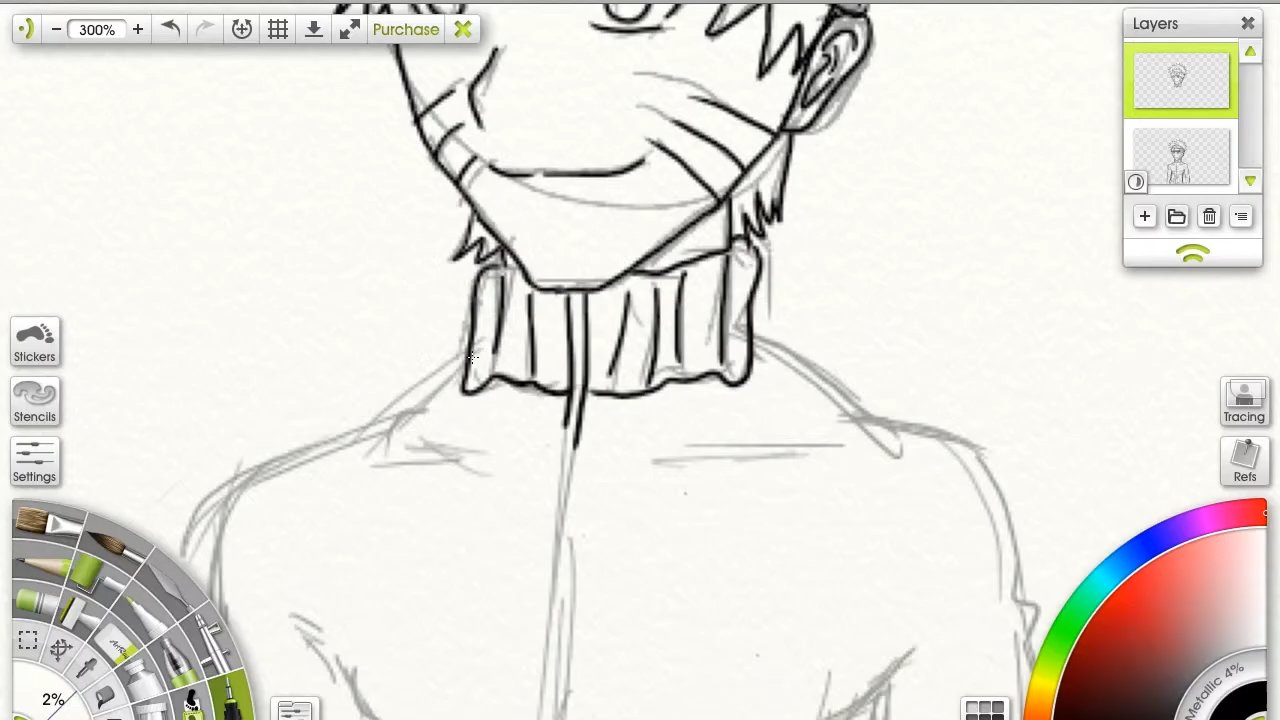 300%
Purchase
Layers
Stickers
Stencils
Settings
Tracing
Refs
2%
Metallic 4%